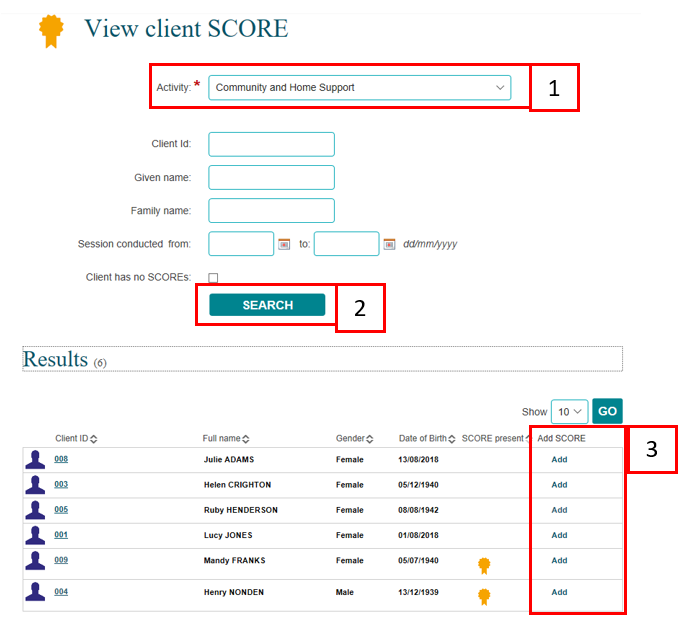 View client SCORE
Activity: * Community and Home Support 1
Client Id:
Given name:
Family name:
Session conducted from: to: dd/mm/yyyy
Client has no SCOREs:
SEARCH 2
Results (6)
Show 10 GO
Client ID Full name Gender Date of Birth SCORE present Add SCORE 3
008 Julie ADAMS Female 13/08/2018 Add
003 Helen CRIGHTON Female 05/12/1940 Add
005 Ruby HENDERSON Female 08/08/1942 Add
001 Lucy JONES Female 01/08/2018 Add
009 Mandy FRANKS Female 05/07/1940 Add
004 Henry NONDEN Male 13/12/1939 Add